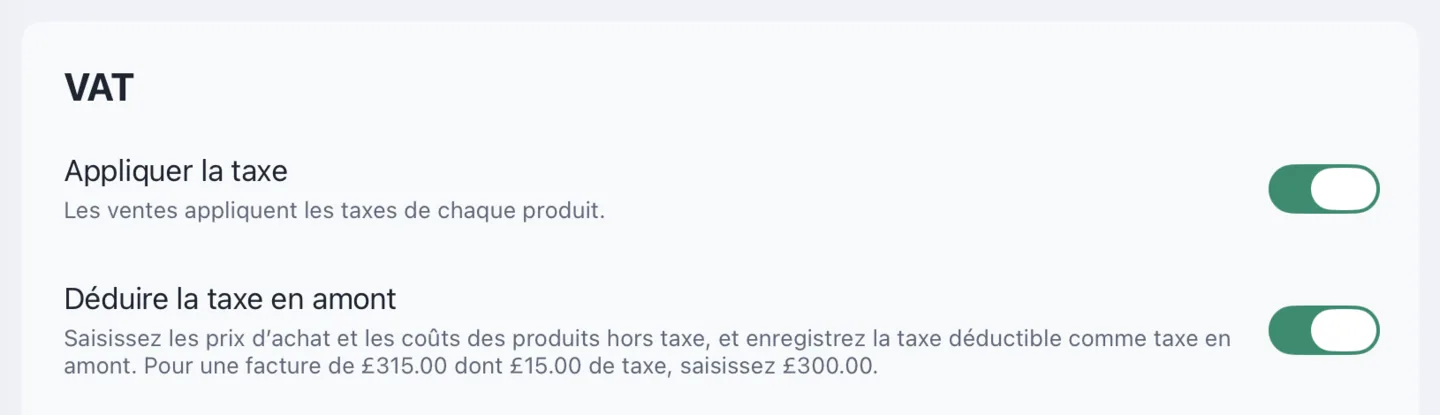 VAT
Appliquer la taxe
Les ventes appliquent les taxes de chaque produit.
Déduire la taxe en amont
Saisissez les prix d’achat et les coûts des produits hors taxe, et enregistrez la taxe déductible comme taxe en
amont. Pour une facture de £315.00 dont £15.00 de taxe, saisissez £300.00.